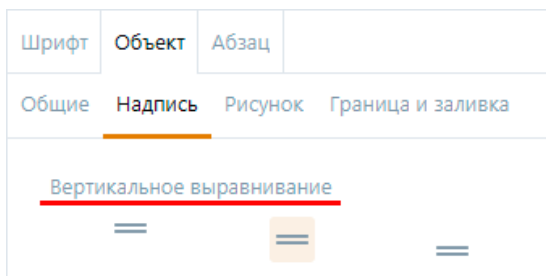 Шрифт Объект Абзац
Общие Надпись Рисунок Граница и заливка
Вертикальное выравнивание